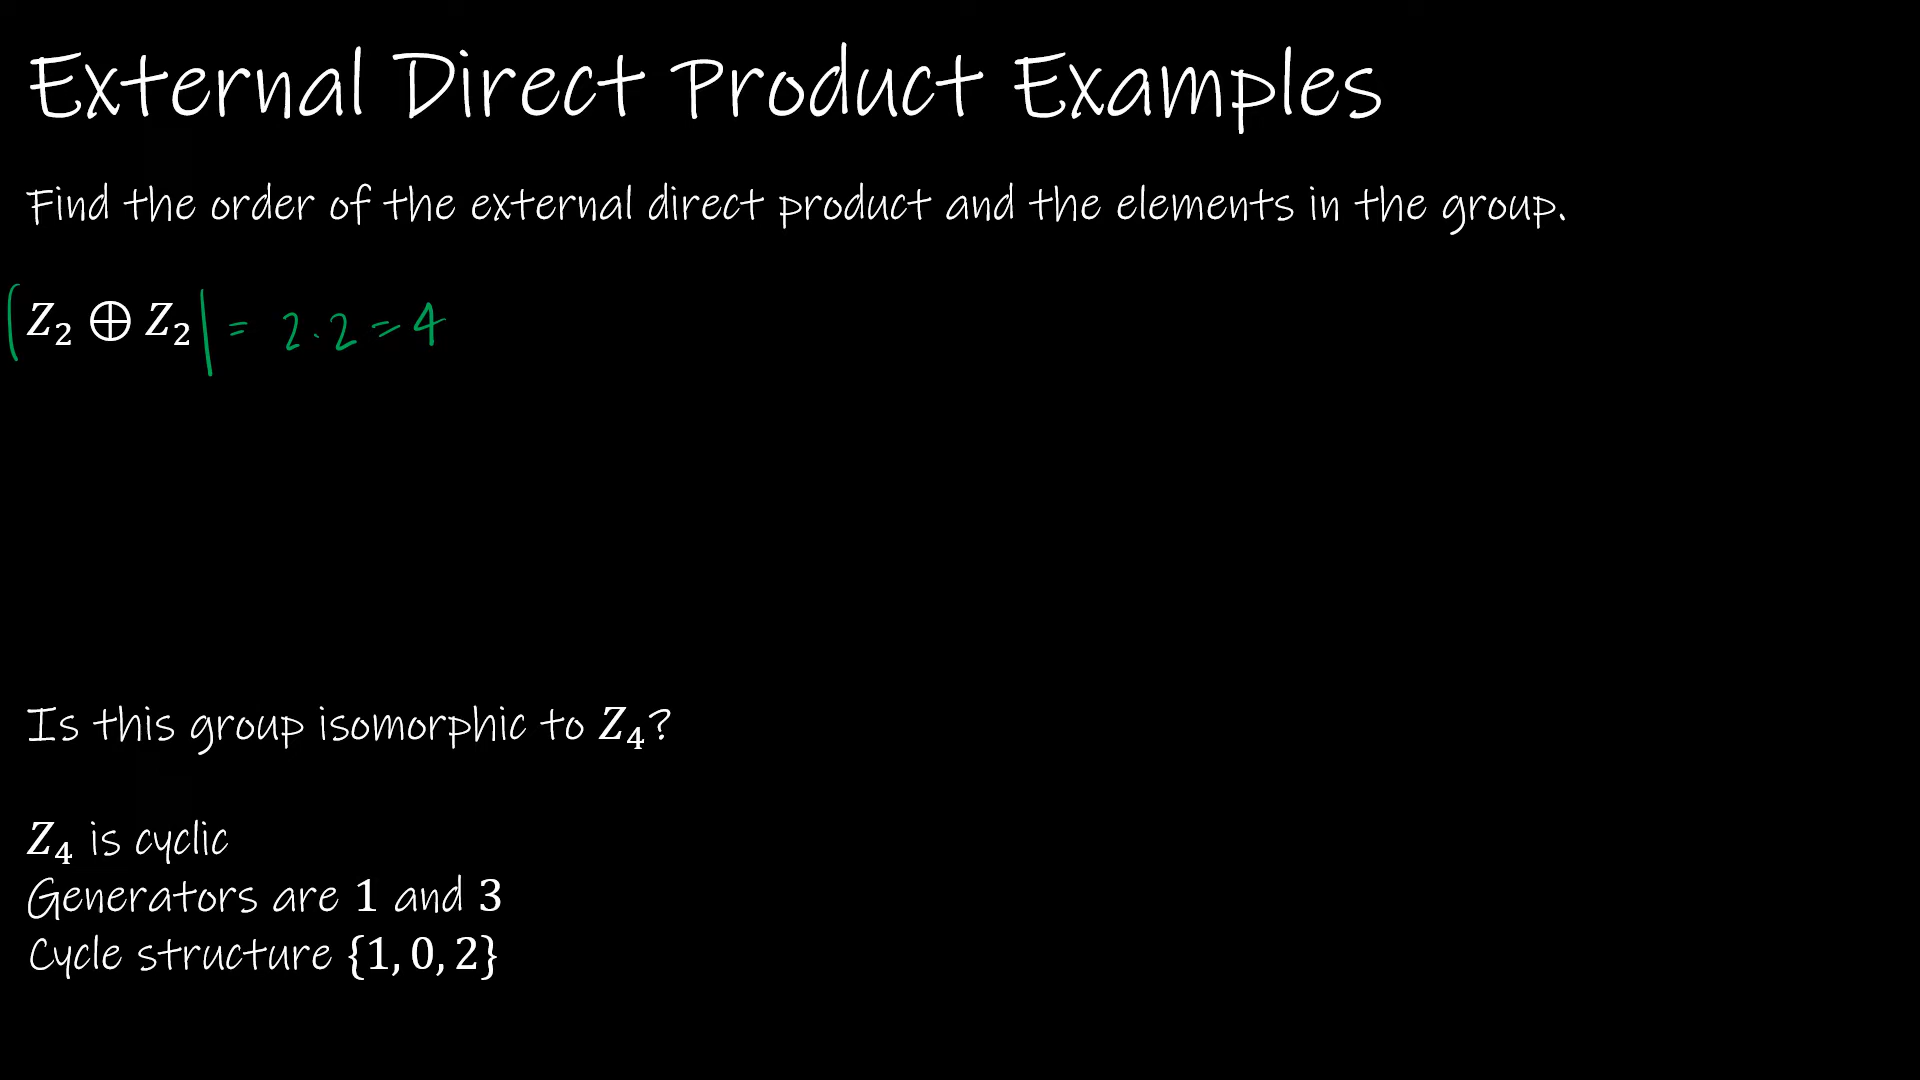 External Direct Product Examples
Find the order of the external direct product and the elements in the group.
|Z₂ ⊕ Z₂| = 2·2 = 4
Is this group isomorphic to Z₄?
Z₄ is cyclic
Generators are 1 and 3
Cycle structure {1, 0, 2}